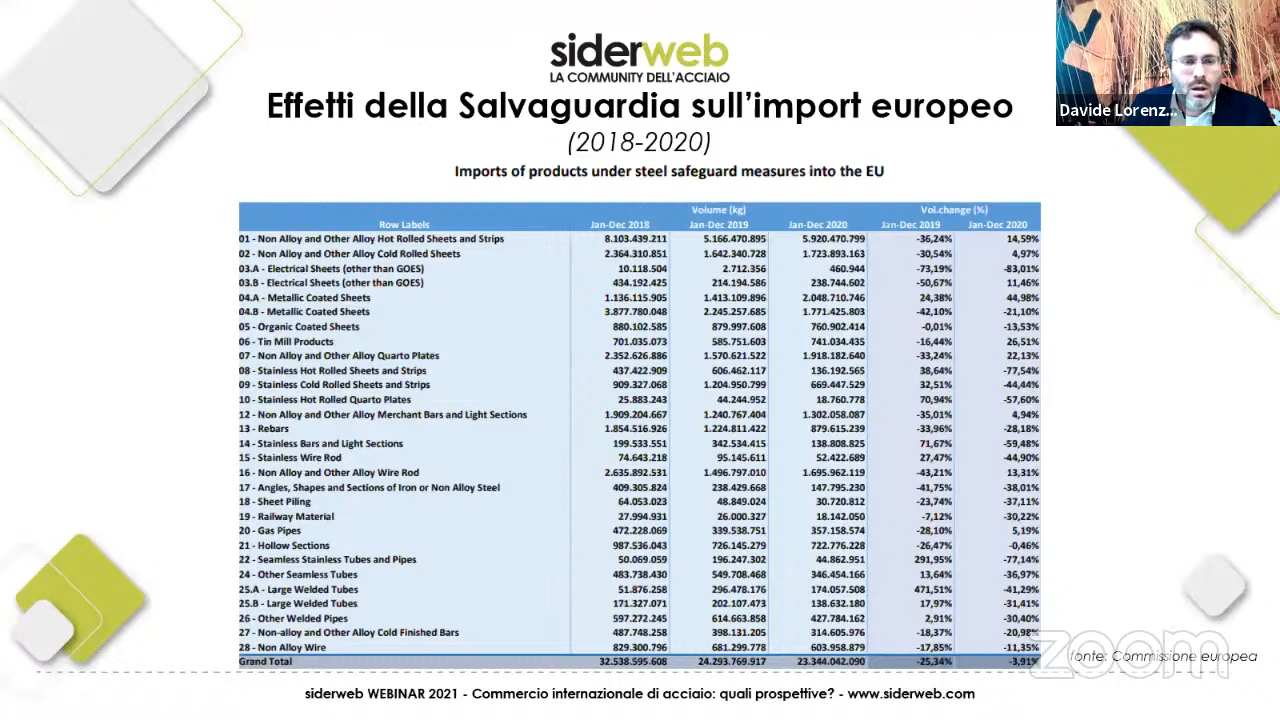 siderweb
LA COMMUNITY DELL'ACCIAIO
Effetti della Salvaguardia sull'import europeo
(2018-2020)
Davide Lorenz...
Imports of products under steel safeguard measures into the EU
Volume (kg) Vol.change (%)
Row Labels Jan-Dec 2018 Jan-Dec 2019 Jan-Dec 2020 Jan-Dec 2019 Jan-Dec 2020
01 - Non Alloy and Other Alloy Hot Rolled Sheets and Strips 8.103.439.211 5.166.470.895 5.920.470.799 -36,24% 14,59%
02 - Non Alloy and Other Alloy Cold Rolled Sheets 2.364.310.851 1.642.340.728 1.723.893.163 -30,54% 4,97%
03.A - Electrical Sheets (other than GOES) 10.118.504 2.712.356 460.944 -73,19% -83,01%
03.B - Electrical Sheets (other than GOES) 434.192.425 214.194.586 238.744.602 -50,67% 11,46%
04.A - Metallic Coated Sheets 1.136.115.905 1.413.109.896 2.048.710.746 24,38% 44,98%
04.B - Metallic Coated Sheets 3.877.780.048 2.245.257.685 1.771.425.803 -42,10% -21,10%
05 - Organic Coated Sheets 880.102.585 879.997.608 760.902.414 -0,01% -13,53%
06 - Tin Mill Products 701.035.073 585.751.603 741.034.435 -16,44% 26,51%
07 - Non Alloy and Other Alloy Quarto Plates 2.352.626.886 1.570.621.522 1.918.182.640 -33,24% 22,13%
08 - Stainless Hot Rolled Sheets and Strips 437.422.909 606.462.117 136.192.565 38,64% -77,54%
09 - Stainless Cold Rolled Sheets and Strips 909.327.068 1.204.950.799 669.447.529 32,51% -44,44%
10 - Stainless Hot Rolled Quarto Plates 25.883.243 44.244.952 18.760.778 70,94% -57,60%
12 - Non Alloy and Other Alloy Merchant Bars and Light Sections 1.909.204.667 1.240.767.404 1.302.058.087 -35,01% 4,94%
13 - Rebars 1.854.516.926 1.224.811.422 879.615.239 -33,96% -28,18%
14 - Stainless Bars and Light Sections 199.533.551 342.534.415 138.808.825 71,67% -59,48%
15 - Stainless Wire Rod 74.643.218 95.145.611 52.422.689 27,47% -44,90%
16 - Non Alloy and Other Alloy Wire Rod 2.635.892.531 1.496.797.010 1.695.962.119 -43,21% 13,31%
17 - Angles, Shapes and Sections of Iron or Non Alloy Steel 409.305.824 238.429.668 147.795.230 -41,75% -38,01%
18 - Sheet Piling 64.053.023 48.849.024 30.720.812 -23,74% -37,11%
19 - Railway Material 27.994.931 26.000.327 18.142.050 -7,12% -30,22%
20 - Gas Pipes 472.228.069 339.538.751 357.158.574 -28,10% 5,19%
21 - Hollow Sections 987.536.043 726.145.279 722.776.228 -26,47% -0,46%
22 - Seamless Stainless Tubes and Pipes 50.069.059 196.247.302 44.862.951 291,95% -77,14%
24 - Other Seamless Tubes 483.738.430 549.708.468 346.454.166 13,64% -36,97%
25.A - Large Welded Tubes 51.876.258 296.478.176 174.057.508 471,51% -41,29%
25.B - Large Welded Tubes 171.327.071 202.107.473 138.632.180 17,97% -31,41%
26 - Other Welded Pipes 597.272.245 614.663.858 427.784.162 2,91% -30,40%
27 - Non-alloy and Other Alloy Cold Finished Bars 487.748.258 398.131.205 314.605.976 -18,37% -20,98%
28 - Non Alloy Wire 829.300.796 681.299.778 603.958.879 -17,85% -11,35%
Grand Total 32.538.595.608 24.293.769.917 23.344.042.090 -25,34% -3,91%
zoom
fonte: Commissione europea
siderweb WEBINAR 2021 - Commercio internazionale di acciaio: quali prospettive? - www.siderweb.com